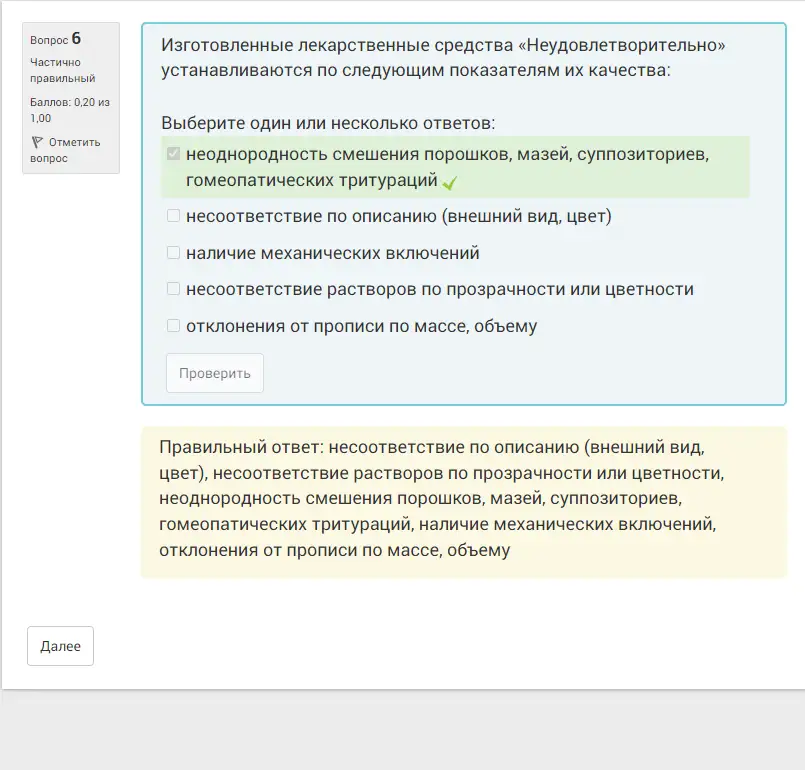 Вопрос 6
Частично
правильный
Баллов: 0,20 из
1,00
Отметить
вопрос
Изготовленные лекарственные средства «Неудовлетворительно»
устанавливаются по следующим показателям их качества:
Выберите один или несколько ответов:
неоднородность смешения порошков, мазей, суппозиториев,
гомеопатических тритураций
несоответствие по описанию (внешний вид, цвет)
наличие механических включений
несоответствие растворов по прозрачности или цветности
отклонения от прописи по массе, объему
Проверить
Правильный ответ: несоответствие по описанию (внешний вид,
цвет), несоответствие растворов по прозрачности или цветности,
неоднородность смешения порошков, мазей, суппозиториев,
гомеопатических тритураций, наличие механических включений,
отклонения от прописи по массе, объему
Далее